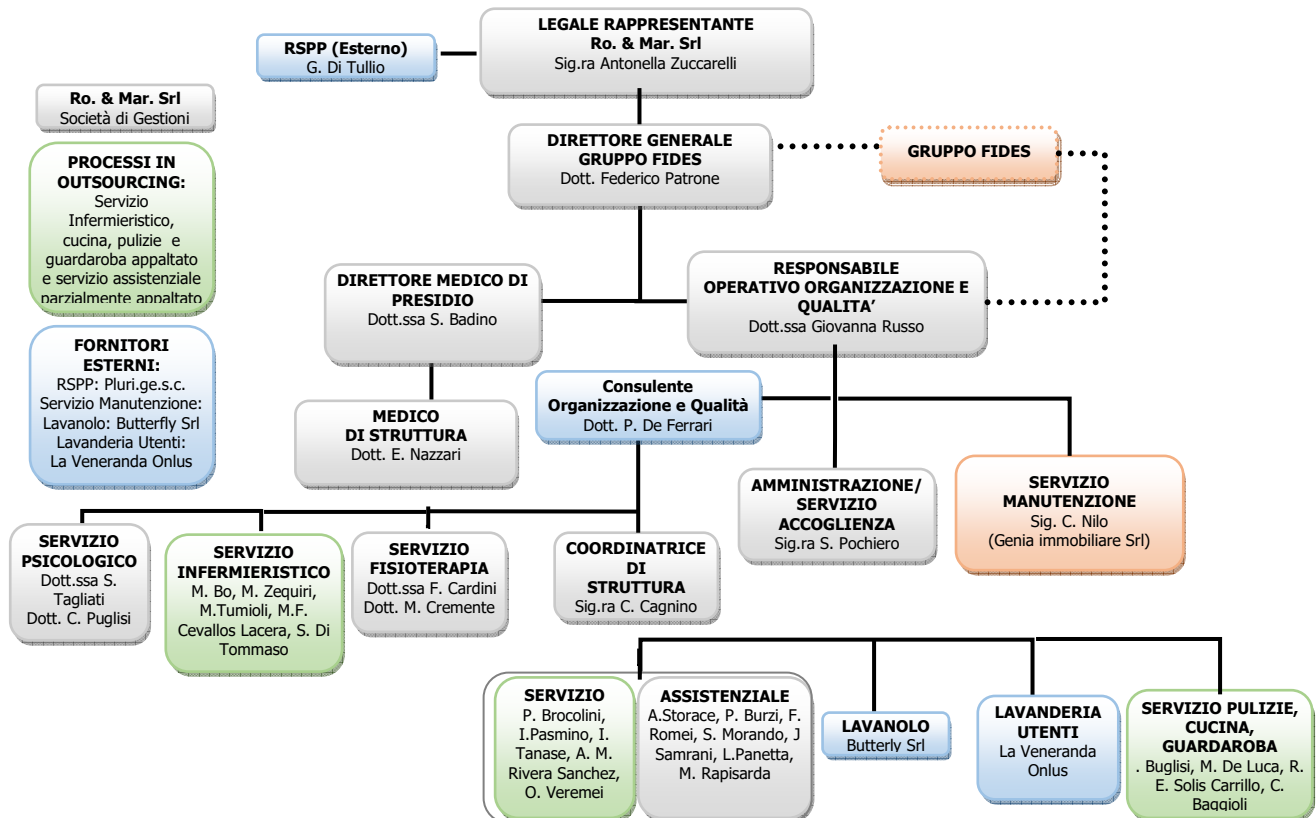 LEGALE RAPPRESENTANTE
Ro. & Mar. Srl
Sig.ra Antonella Zuccarelli
RSPP (Esterno)
G. Di Tullio
Ro. & Mar. Srl
Società di Gestioni
PROCESSI IN
OUTSOURCING:
Servizio
Infermieristico,
cucina, pulizie e
guardaroba appaltato
e servizio assistenziale
parzialmente appaltato
FORNITORI
ESTERNI:
RSPP: Pluri.ge.s.c.
Servizio Manutenzione:
Lavanolo: Butterfly Srl
Lavanderia Utenti:
La Veneranda Onlus
DIRETTORE GENERALE
GRUPPO FIDES
Dott. Federico Patrone
GRUPPO FIDES
DIRETTORE MEDICO DI
PRESIDIO
Dott.ssa S. Badino
RESPONSABILE
OPERATIVO ORGANIZZAZIONE E
QUALITA’
Dott.ssa Giovanna Russo
MEDICO
DI STRUTTURA
Dott. E. Nazzari
Consulente
Organizzazione e Qualità
Dott. P. De Ferrari
AMMINISTRAZIONE/
SERVIZIO
ACCOGLIENZA
Sig.ra S. Pochiero
SERVIZIO
MANUTENZIONE
Sig. C. Nilo
(Genia immobiliare Srl)
SERVIZIO
PSICOLOGICO
Dott.ssa S.
Tagliati
Dott. C. Puglisi
SERVIZIO
INFERMIERISTICO
M. Bo, M. Zequiri,
M.Tumioli, M.F.
Cevallos Lacera, S. Di
Tommaso
SERVIZIO
FISIOTERAPIA
Dott.ssa F. Cardini
Dott. M. Cremente
COORDINATRICE
DI
STRUTTURA
Sig.ra C. Cagnino
SERVIZIO
P. Brocolini,
I.Pasmino, I.
Tanase, A. M.
Rivera Sanchez,
O. Veremei
ASSISTENZIALE
A.Storace, P. Burzi, F.
Romei, S. Morando, J
Samrani, L.Panetta,
M. Rapisarda
LAVANOLO
Butterly Srl
LAVANDERIA
UTENTI
La Veneranda
Onlus
SERVIZIO PULIZIE,
CUCINA,
GUARDAROBA
. Buglisi, M. De Luca, R.
E. Solis Carrillo, C.
Baggioli